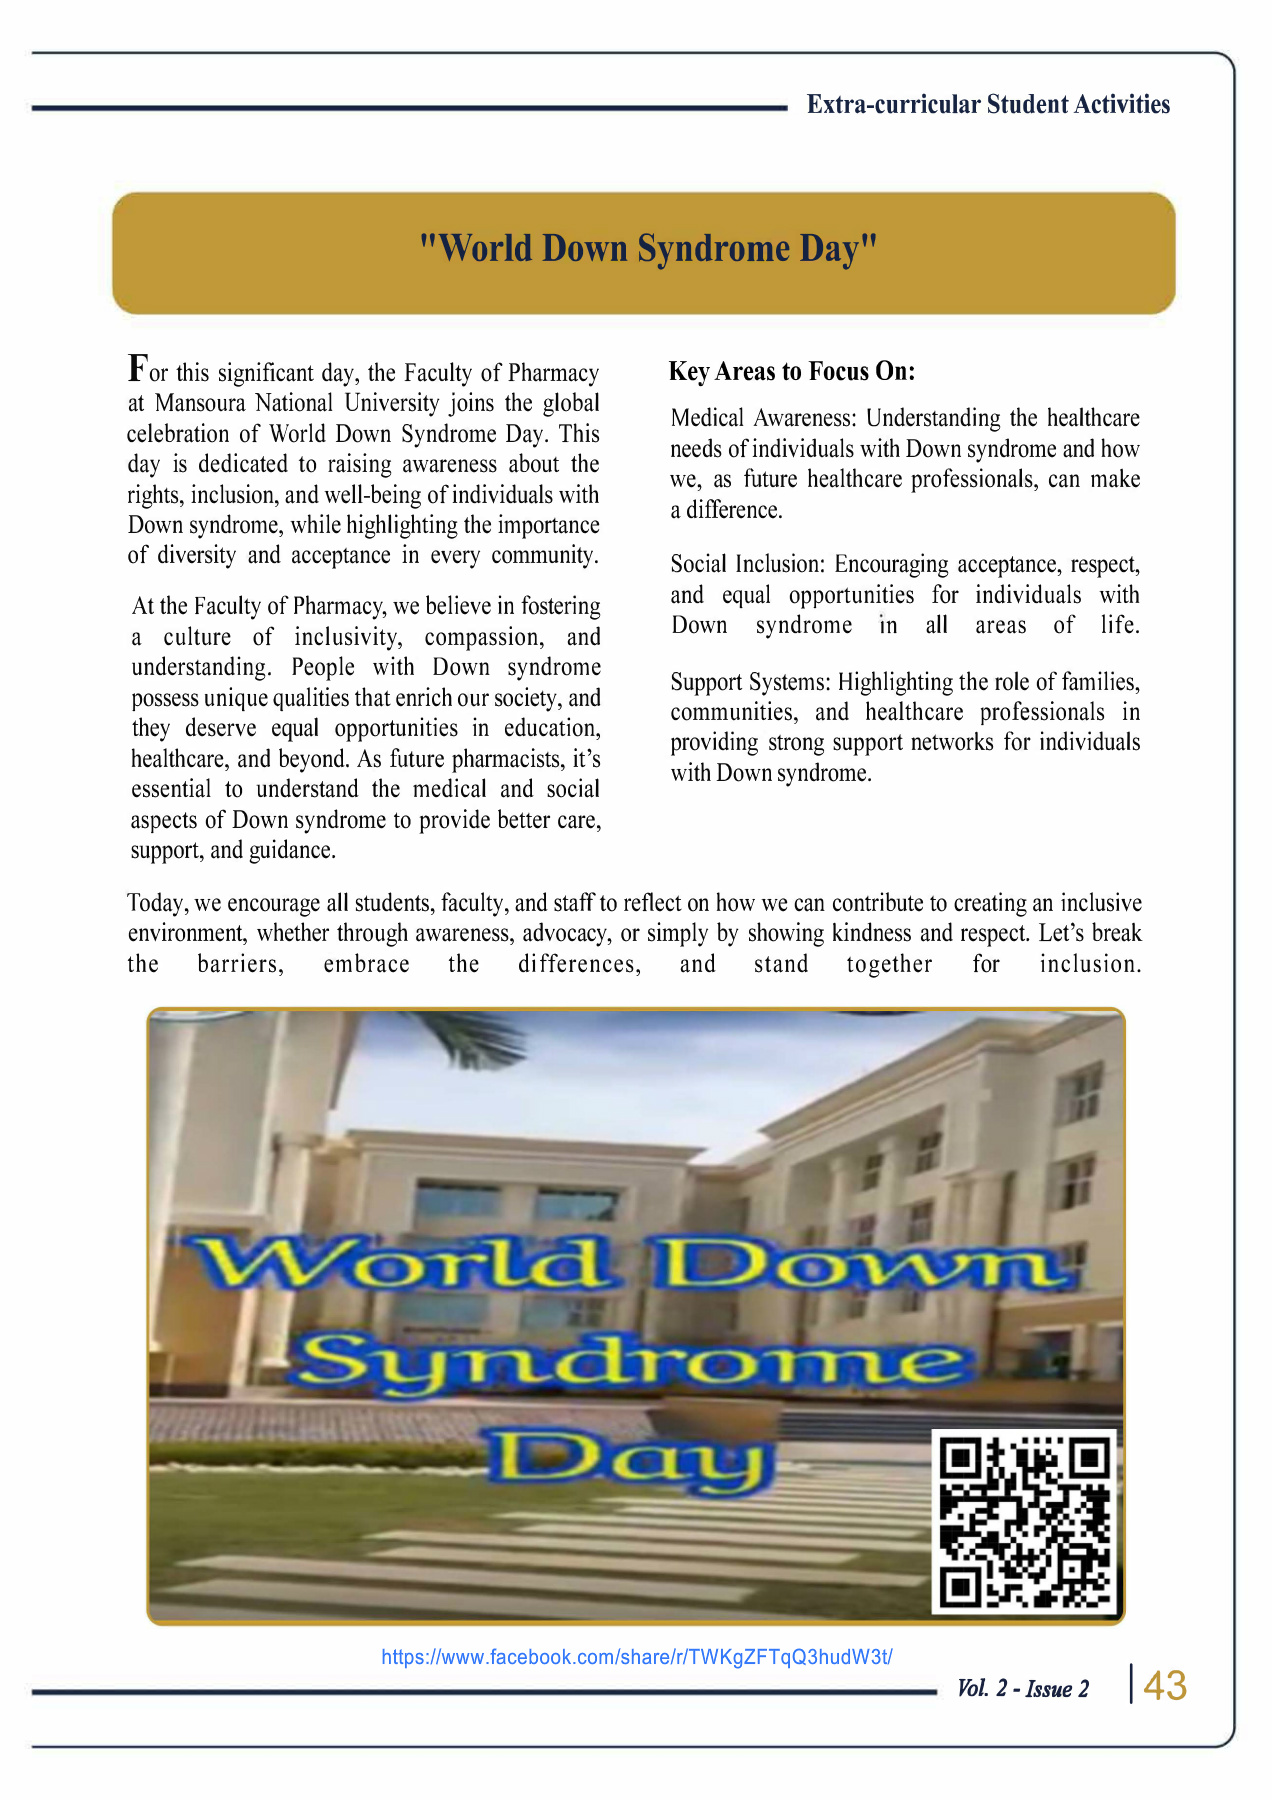 Extra-curricular Student Activities
"World Down Syndrome Day"
For this significant day, the Faculty of Pharmacy
at Mansoura National University joins the global
celebration of World Down Syndrome Day. This
day is dedicated to raising awareness about the
rights, inclusion, and well-being of individuals with
Down syndrome, while highlighting the importance
of diversity and acceptance in every community.
At the Faculty of Pharmacy, we believe in fostering
a culture of inclusivity, compassion, and
understanding. People with Down syndrome
possess unique qualities that enrich our society, and
they deserve equal opportunities in education,
healthcare, and beyond. As future pharmacists, it’s
essential to understand the medical and social
aspects of Down syndrome to provide better care,
support, and guidance.
Key Areas to Focus On:
Medical Awareness: Understanding the healthcare
needs of individuals with Down syndrome and how
we, as future healthcare professionals, can make
a difference.
Social Inclusion: Encouraging acceptance, respect,
and equal opportunities for individuals with
Down syndrome in all areas of life.
Support Systems: Highlighting the role of families,
communities, and healthcare professionals in
providing strong support networks for individuals
with Down syndrome.
Today, we encourage all students, faculty, and staff to reflect on how we can contribute to creating an inclusive
environment, whether through awareness, advocacy, or simply by showing kindness and respect. Let’s break
the barriers, embrace the differences, and stand together for inclusion.
World Down
Syndrome
Day
https://www.facebook.com/share/r/TWKgZFTqQ3hudW3t/
Vol. 2 - Issue 2
43